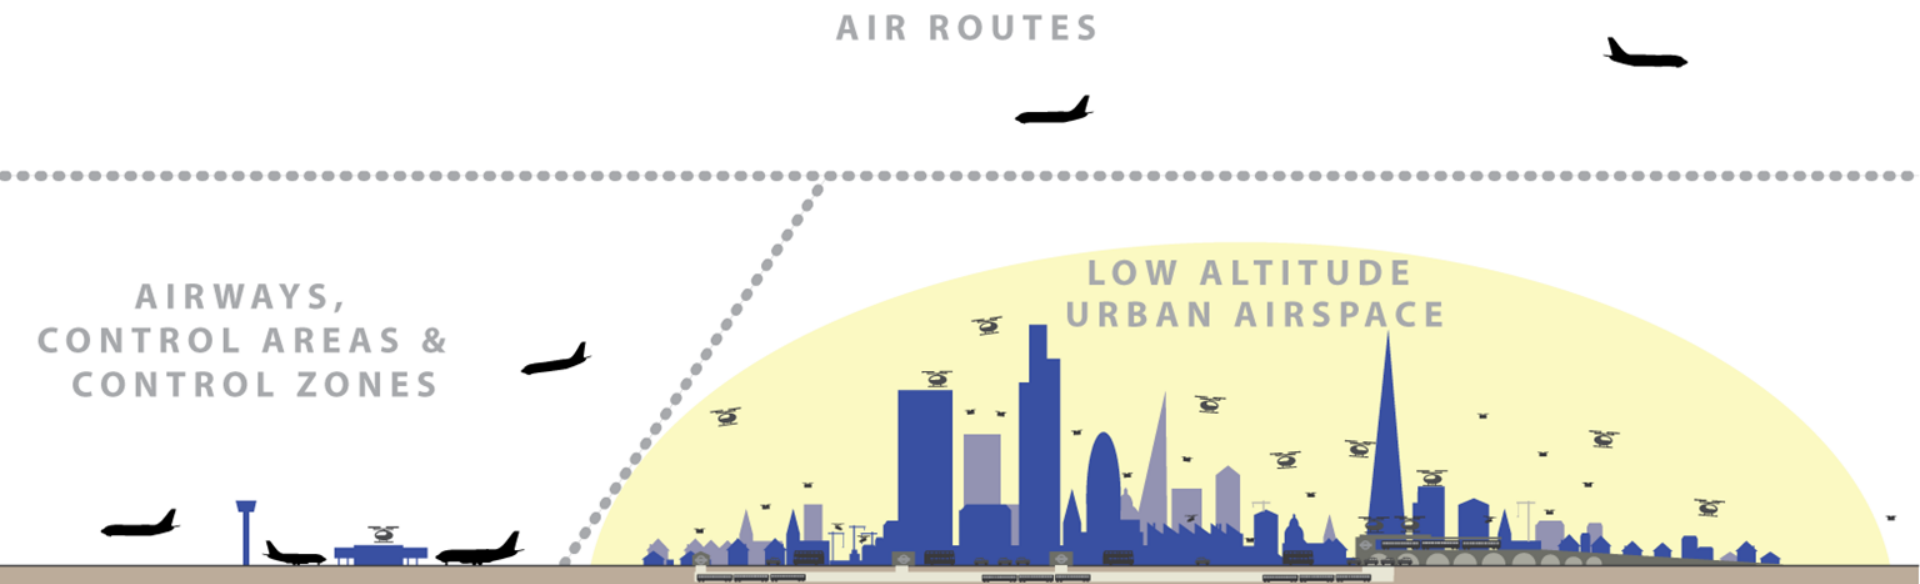 AIR ROUTES
AIRWAYS,
CONTROL AREAS &
CONTROL ZONES
LOW ALTITUDE
URBAN AIRSPACE